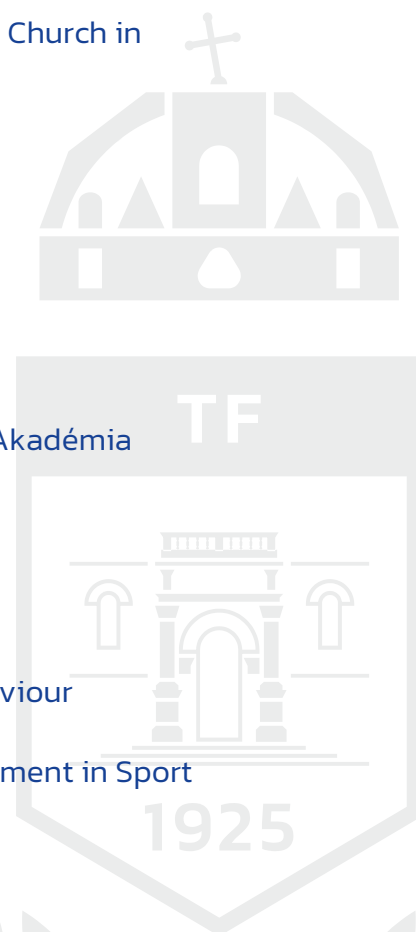 Church in
TF
Akadémia
viour
ment in Sport
1925